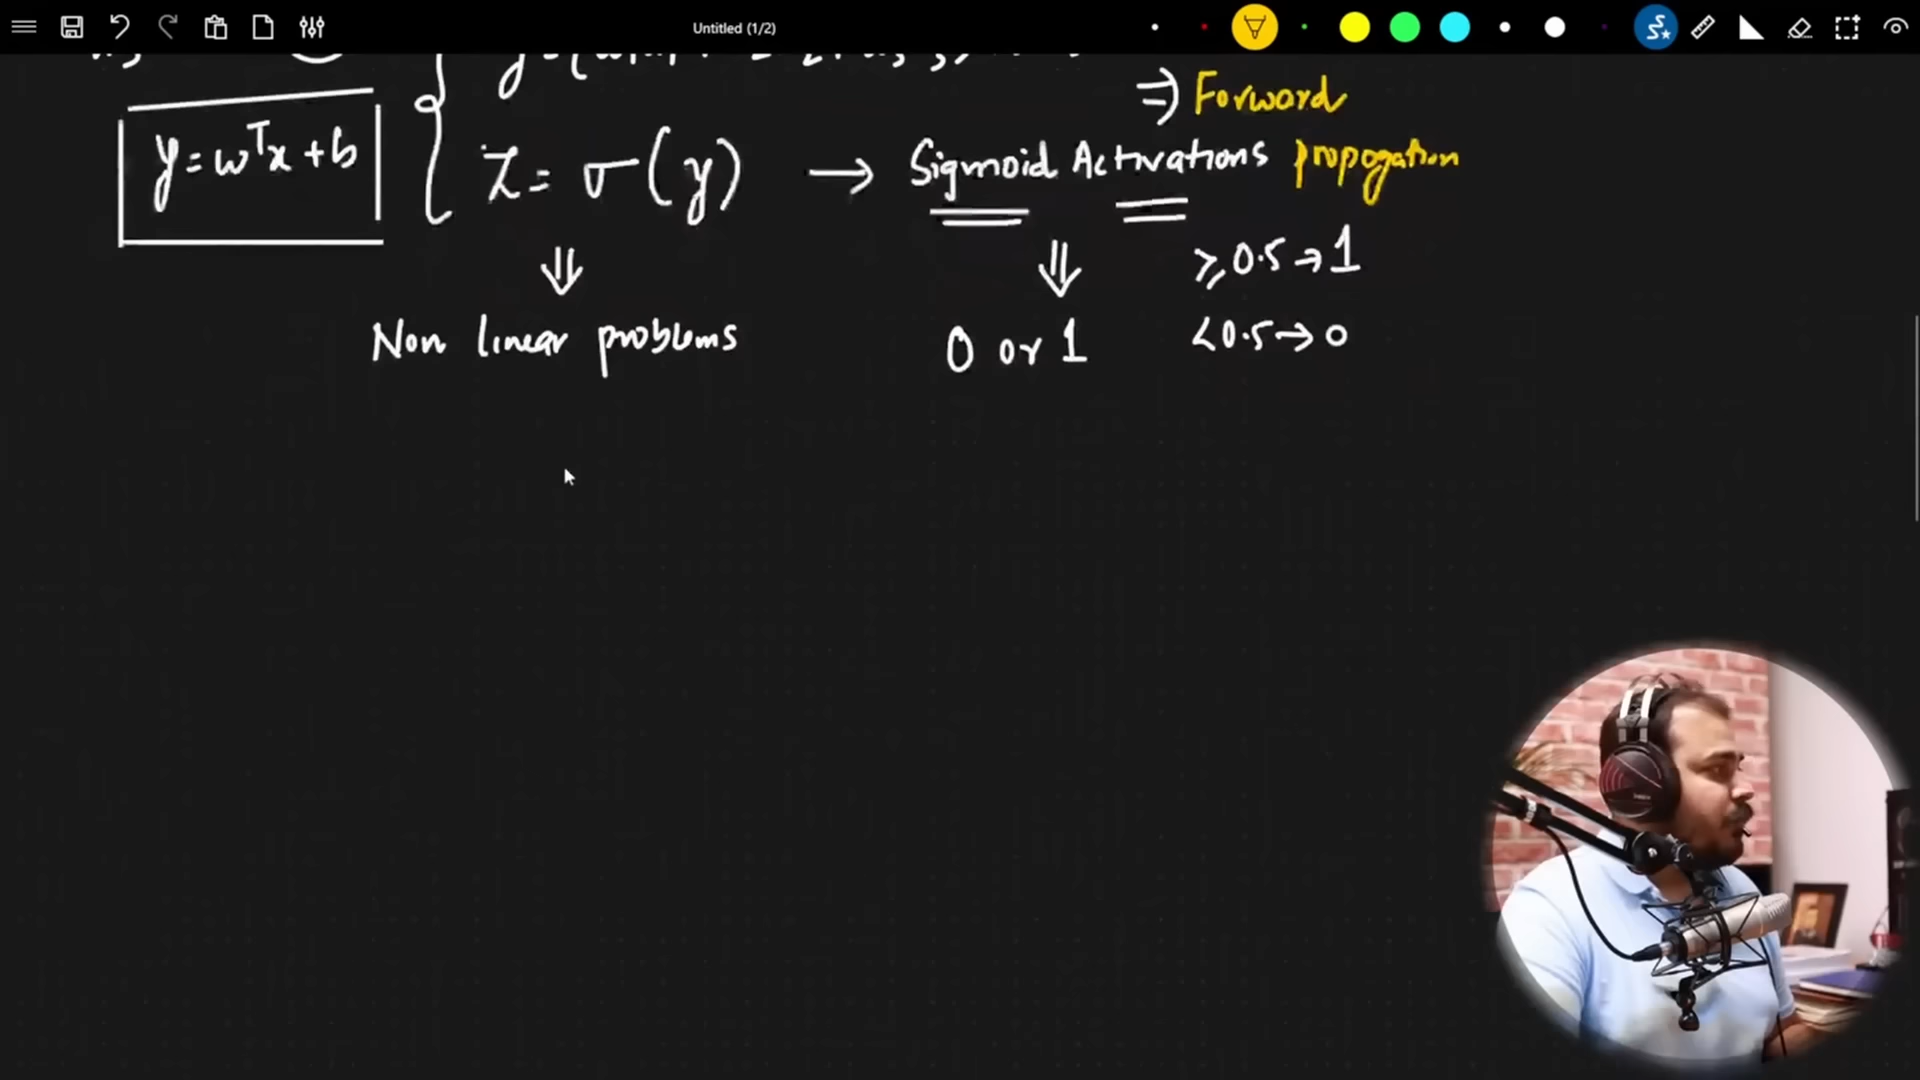 Untitled (1/2)
=> Forward
y = wᵀx + b
z = σ(y) → Sigmoid Activations propogation
⇓ ⇓ ≥ 0.5 → 1
Non linear problems 0 or 1 < 0.5 → 0